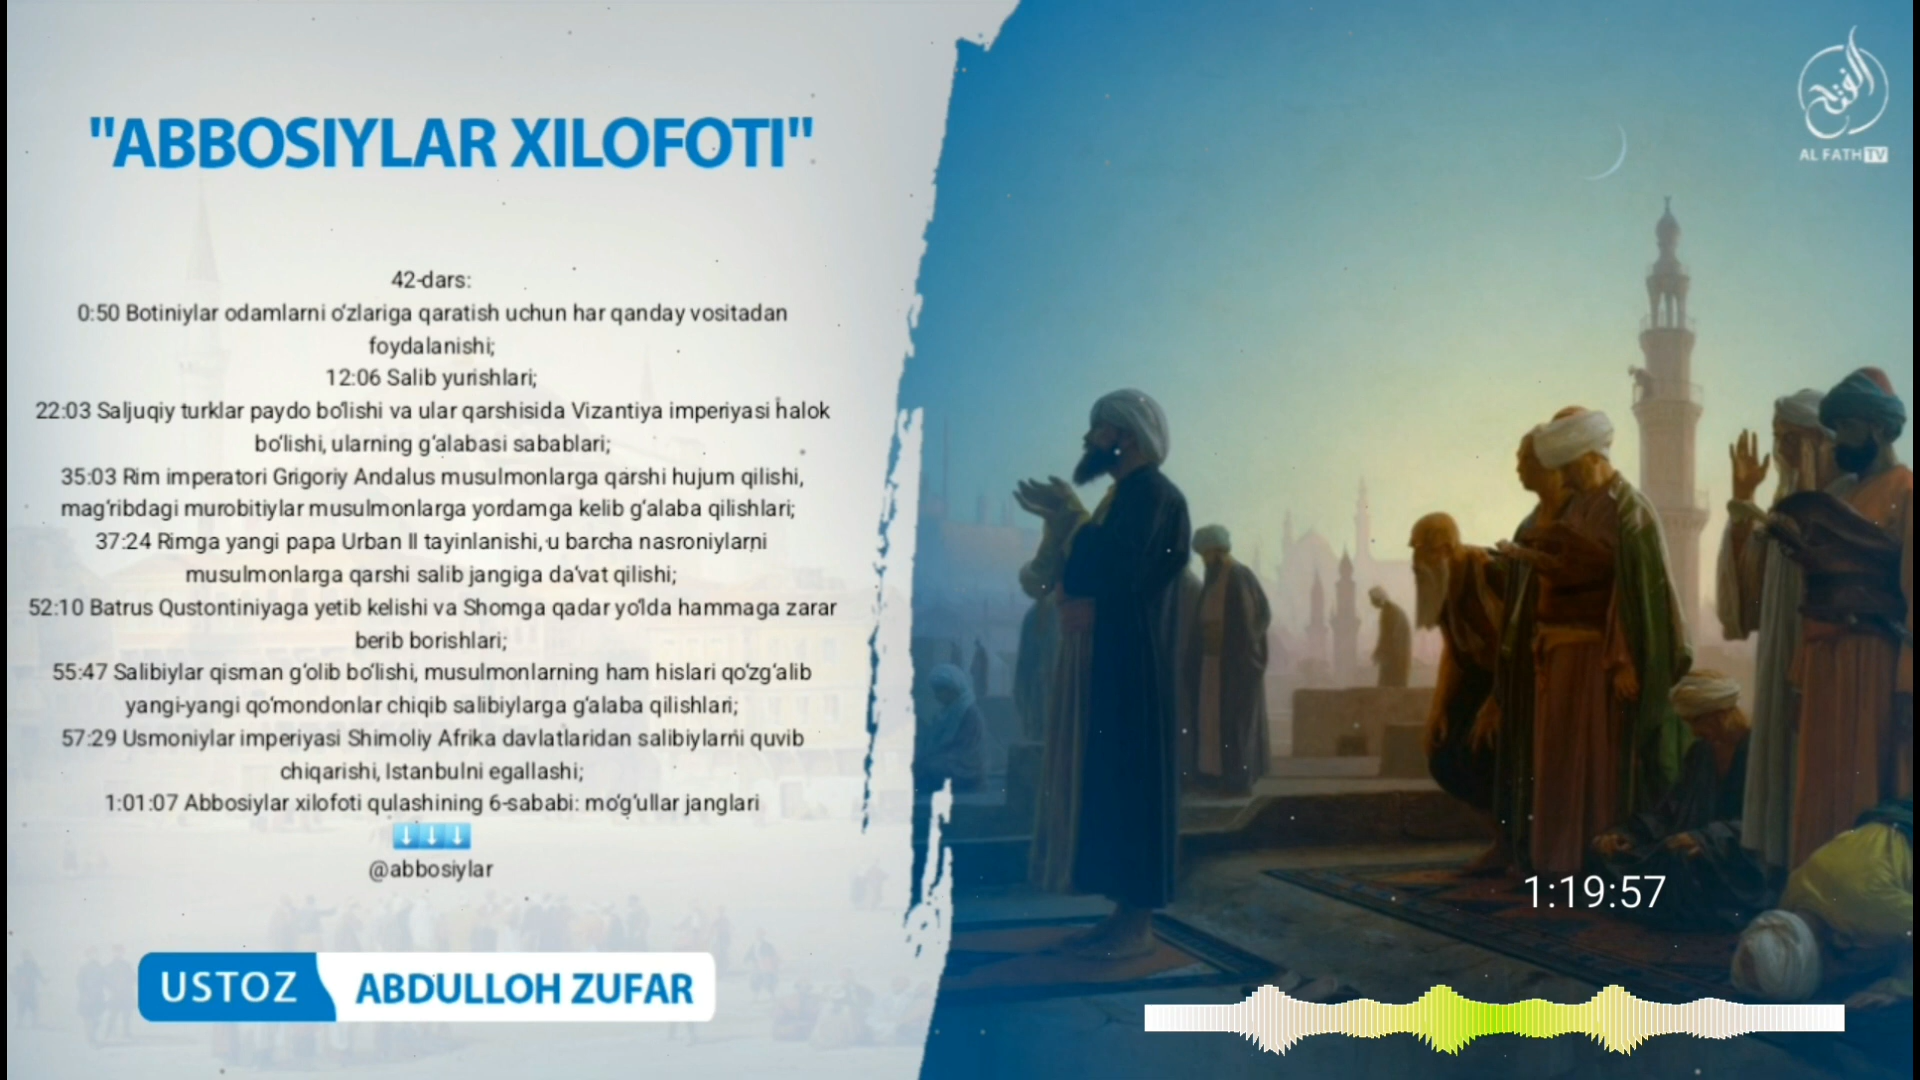 "ABBOSIYLAR XILOFOTI"
42-dars:
0:50 Botiniylar odamlarni o'zlariga qaratish uchun har qanday vositadan
foydalanishi;
12:06 Salib yurishlari;
22:03 Saljuqiy turklar paydo bo'lishi va ular qarshisida Vizantiya imperiyasi halok
bo'lishi, ularning g'alabasi sabablari;
35:03 Rim imperatori Grigoriy Andalus musulmonlarga qarshi hujum qilishi,
mag'ribdagi murobitiylar musulmonlarga yordamga kelib g'alaba qilishlari;
37:24 Rimga yangi papa Urban II tayinlanishi, u barcha nasroniylarni
musulmonlarga qarshi salib jangiga da'vat qilishi;
52:10 Batrus Qustontiniyaga yetib kelishi va Shomga qadar yo'lda hammaga zarar
berib borishlari;
55:47 Salibiylar qisman g'olib bo'lishi, musulmonlarning ham hislari qo'zg'alib
yangi-yangi qo'mondonlar chiqib salibiylarga g'alaba qilishlari;
57:29 Usmoniylar imperiyasi Shimoliy Afrika davlatlaridan salibiylarni quvib
chiqarishi, Istanbulni egallashi;
1:01:07 Abbosiylar xilofoti qulashining 6-sababi: mo'g'ullar janglari
⬇️⬇️⬇️
@abbosiylar
USTOZ ABDULLOH ZUFAR
الفتح
AL FATH TV
1:19:57